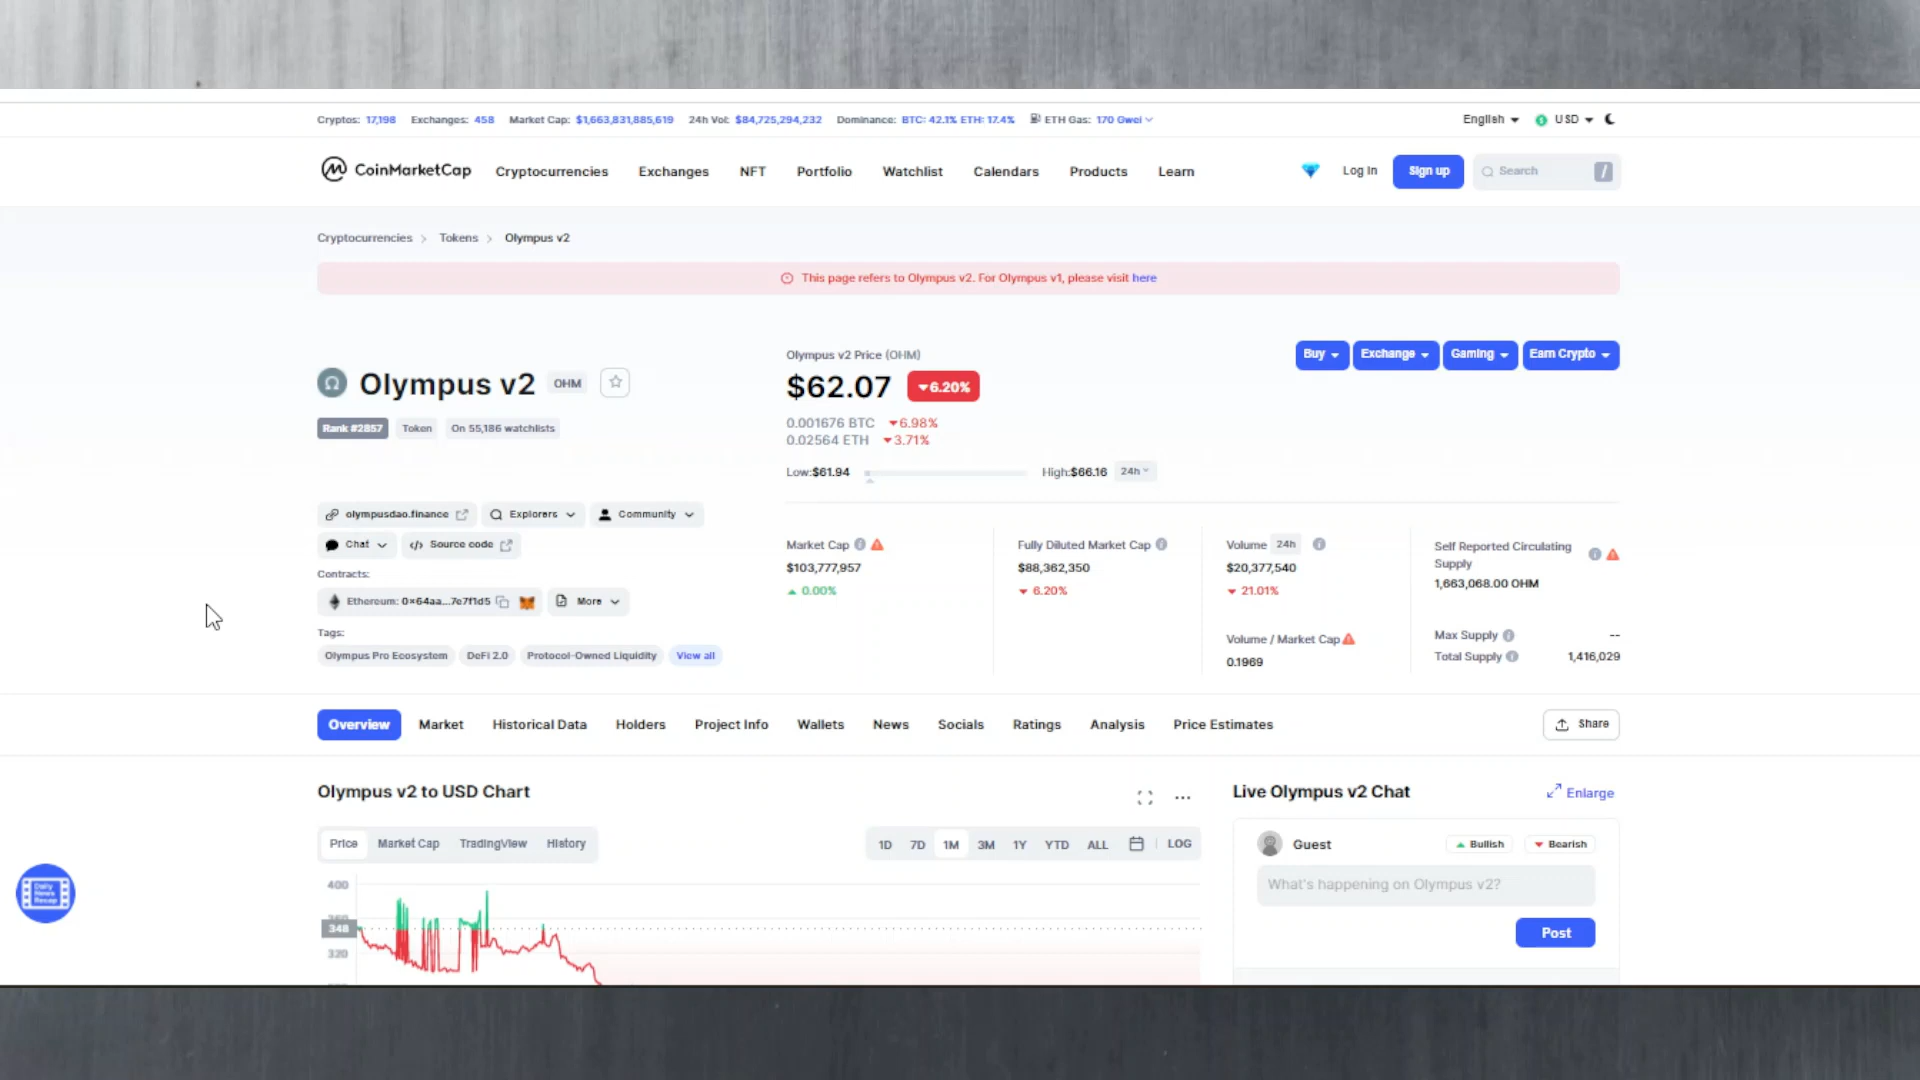 Cryptos: 17,198 Exchanges: 458 Market Cap: $1,663,831,885,619 24h Vol: $84,725,294,232 Dominance: BTC: 42.1% ETH: 17.4% ETH Gas: 170 Gwei English USD
CoinMarketCap Cryptocurrencies Exchanges NFT Portfolio Watchlist Calendars Products Learn Log In Sign up Search /
Cryptocurrencies > Tokens > Olympus v2
This page refers to Olympus v2. For Olympus v1, please visit here
Olympus v2 OHM
Rank #2857 Token On 55,186 watchlists
olympusdao.finance Explorers Community
Chat Source code
Contracts:
Ethereum: 0x64aa...7e7f1d5 More
Tags:
Olympus Pro Ecosystem DeFi 2.0 Protocol-Owned Liquidity View all
Olympus v2 Price (OHM)
$62.07 6.20%
0.001676 BTC 6.98%
0.02564 ETH 3.71%
Low:$61.94 High:$66.16 24h
Buy Exchange Gaming Earn Crypto
Market Cap
$103,777,957
0.00%
Fully Diluted Market Cap
$88,362,350
6.20%
Volume 24h
$20,377,540
21.01%
Volume / Market Cap
0.1969
Self Reported Circulating
Supply
1,663,068.00 OHM
Max Supply --
Total Supply 1,416,029
Overview Market Historical Data Holders Project Info Wallets News Socials Ratings Analysis Price Estimates Share
Olympus v2 to USD Chart
Price Market Cap TradingView History 1D 7D 1M 3M 1Y YTD ALL LOG
400
348
320
Live Olympus v2 Chat Enlarge
Guest Bullish Bearish
What's happening on Olympus v2?
Post
Daily
News
Recap